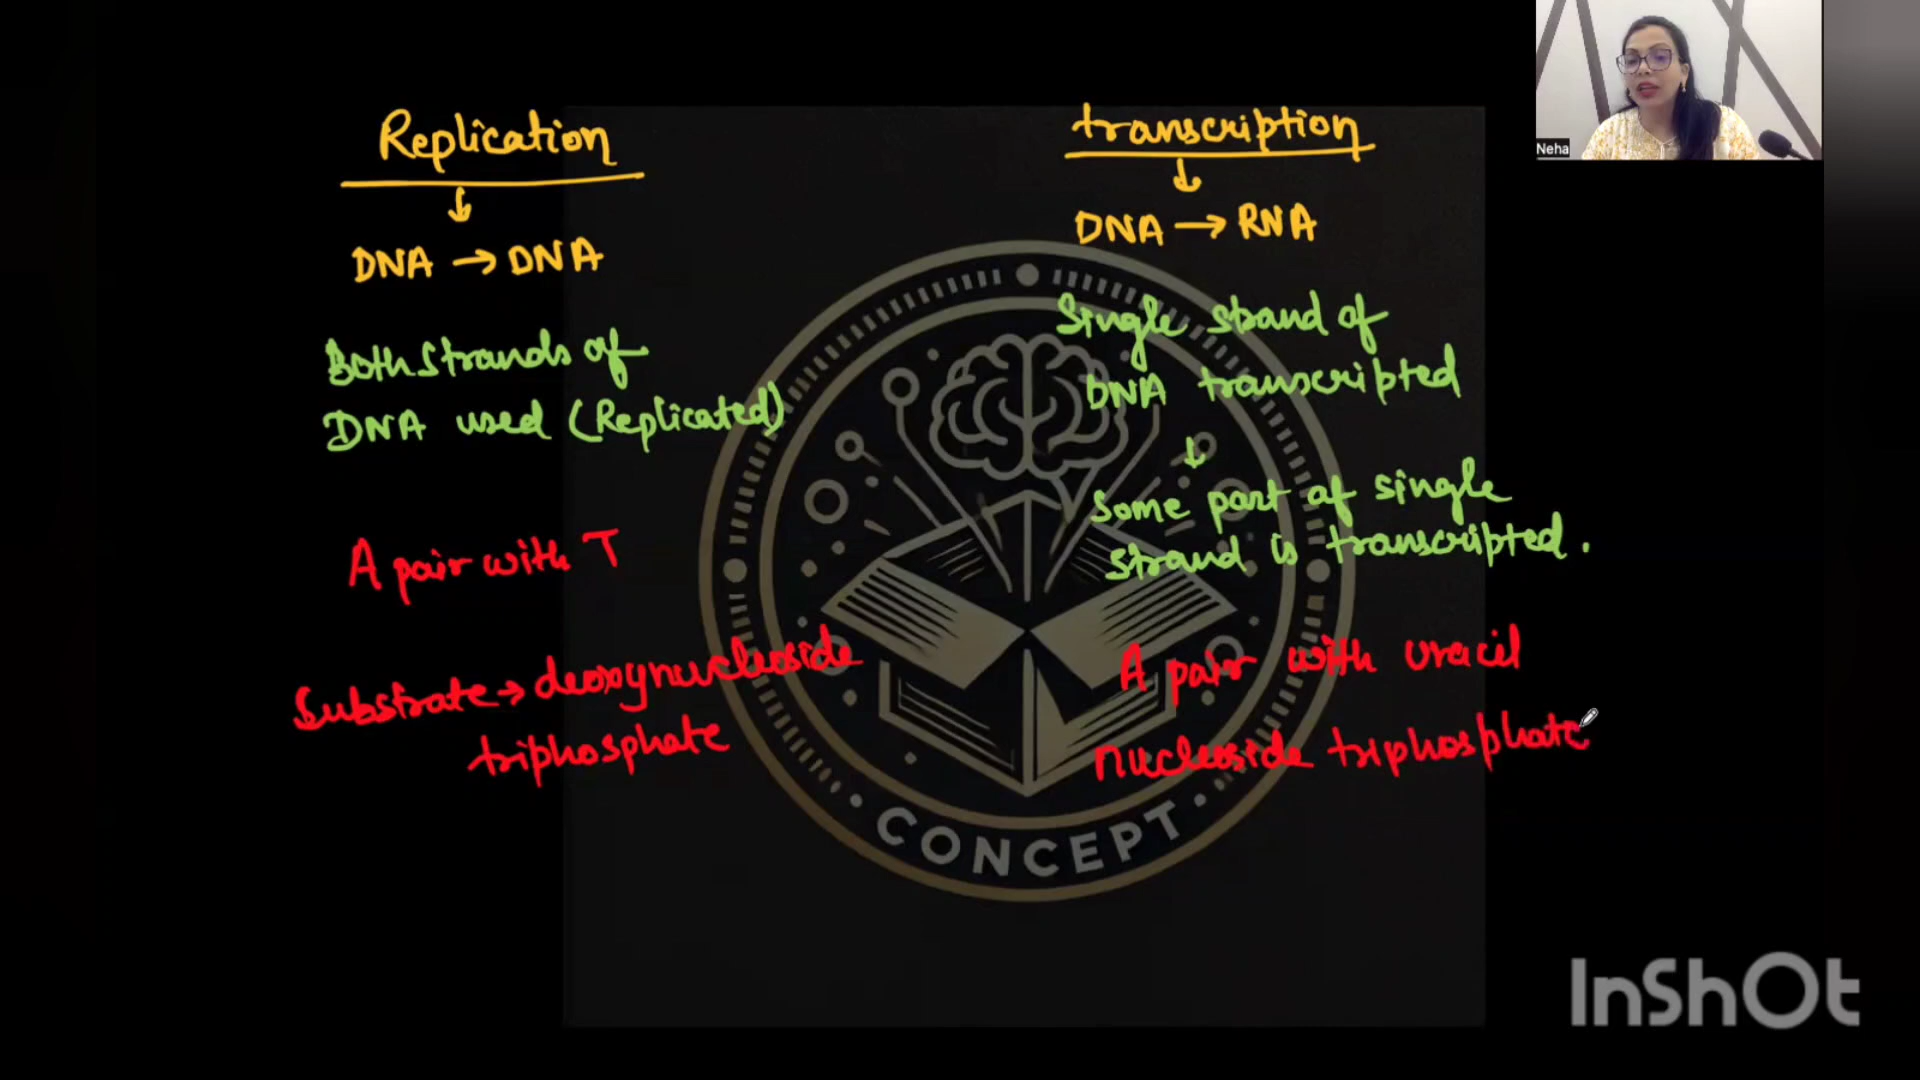 Replication
↓
DNA → DNA
Both strands of
DNA used (Replicated)
A pair with T
Substrate → deoxynucleoside
triphosphate
transcription
↓
DNA → RNA
Single strand of
DNA transcripted
↓
Some part of single
strand is transcripted.
A pair with uracil
nucleoside triphosphate
Neha
CONCEPT
InShOt